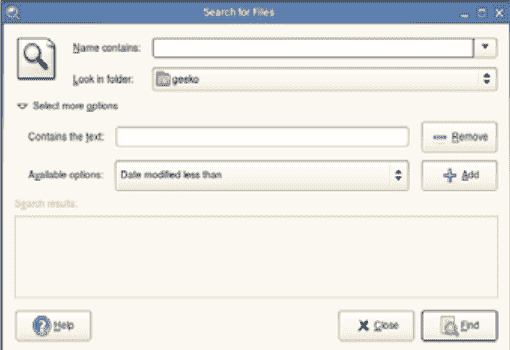 Search for Files
Name contains:
Look in folder: geeko
Select more options
Contains the text: Remove
Available options: Date modified less than Add
Search results:
Help Close Find